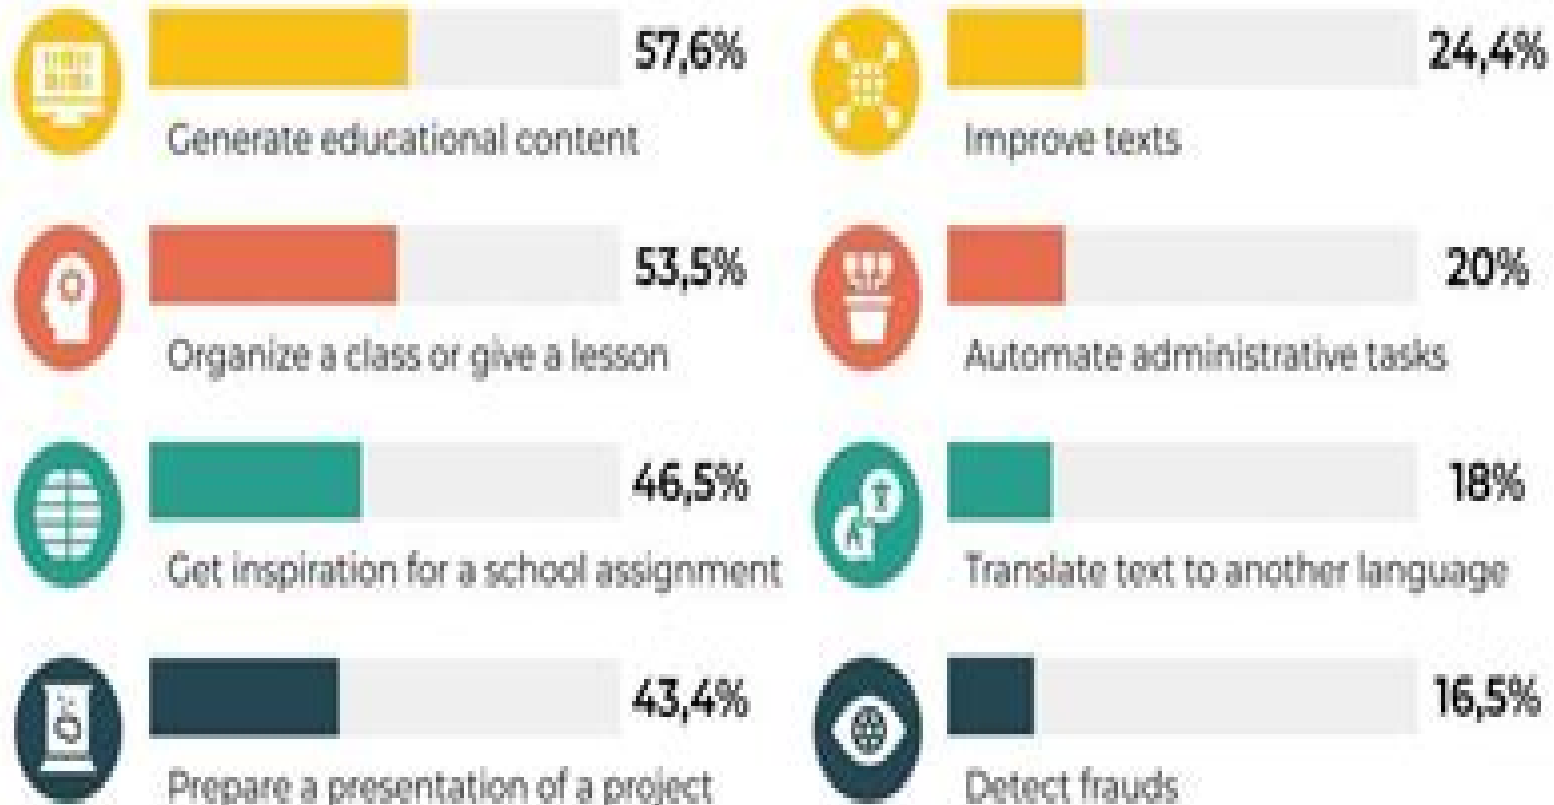 57,6%
Generate educational content
53,5%
Organize a class or give a lesson
46,5%
Get inspiration for a school assignment
43,4%
Prepare a presentation of a project
24,4%
Improve texts
20%
Automate administrative tasks
18%
Translate text to another language
16,5%
Detect frauds